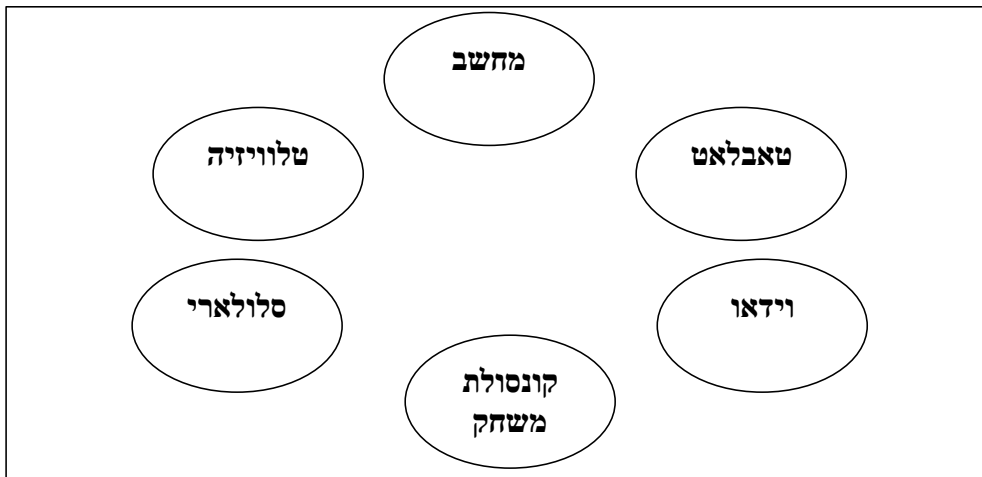 מחשב
טאבלאט
טלוויזיה
וידאו
סלולארי
קונסולת
משחק